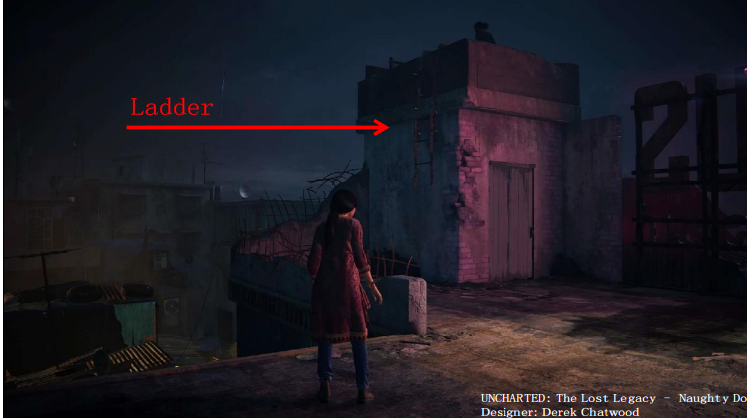 Ladder
UNCHARTED: The Lost Legacy - Naughty Do
Designer: Derek Chatwood